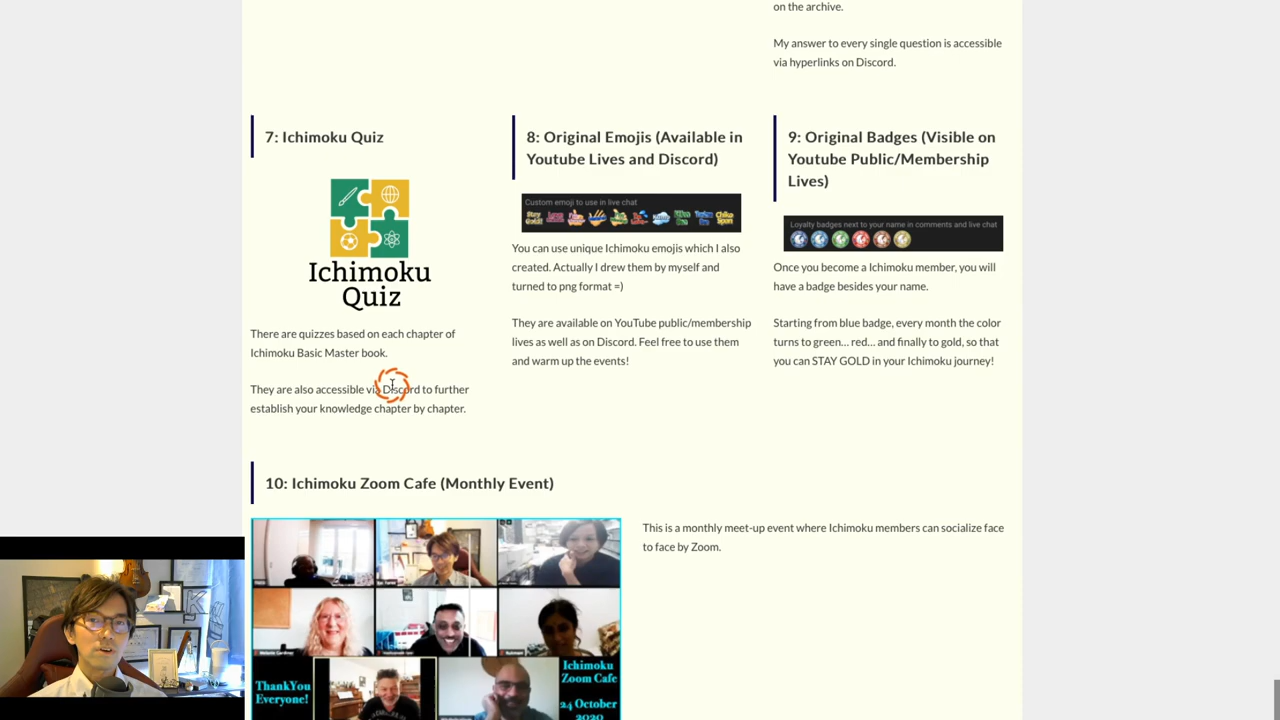 on the archive.
My answer to every single question is accessible
via hyperlinks on Discord.
7: Ichimoku Quiz
Ichimoku
Quiz
There are quizzes based on each chapter of
Ichimoku Basic Master book.
They are also accessible via Discord to further
establish your knowledge chapter by chapter.
8: Original Emojis (Available in
Youtube Lives and Discord)
Custom emoji to use in live chat
You can use unique Ichimoku emojis which I also
created. Actually I drew them by myself and
turned to png format =)
They are available on YouTube public/membership
lives as well as on Discord. Feel free to use them
and warm up the events!
9: Original Badges (Visible on
Youtube Public/Membership
Lives)
Loyalty badges next to your name in comments and live chat
Once you become a Ichimoku member, you will
have a badge besides your name.
Starting from blue badge, every month the color
turns to green... red... and finally to gold, so that
you can STAY GOLD in your Ichimoku journey!
10: Ichimoku Zoom Cafe (Monthly Event)
This is a monthly meet-up event where Ichimoku members can socialize face
to face by Zoom.
ThankYou
Everyone!
Ichimoku
Zoom Cafe
24 October
2020